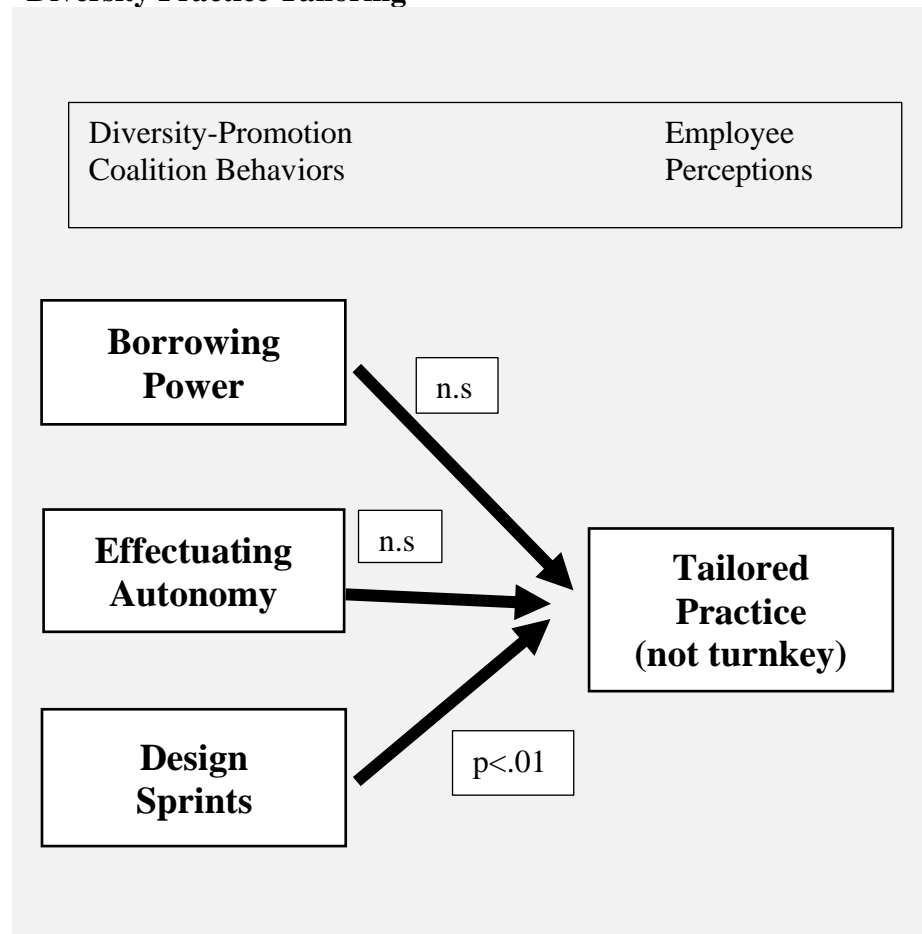 Diversity Practice Tailoring
Diversity-Promotion
Coalition Behaviors
Employee
Perceptions
Borrowing
Power
n.s
Effectuating
Autonomy
n.s
Tailored
Practice
(not turnkey)
Design
Sprints
p<.01